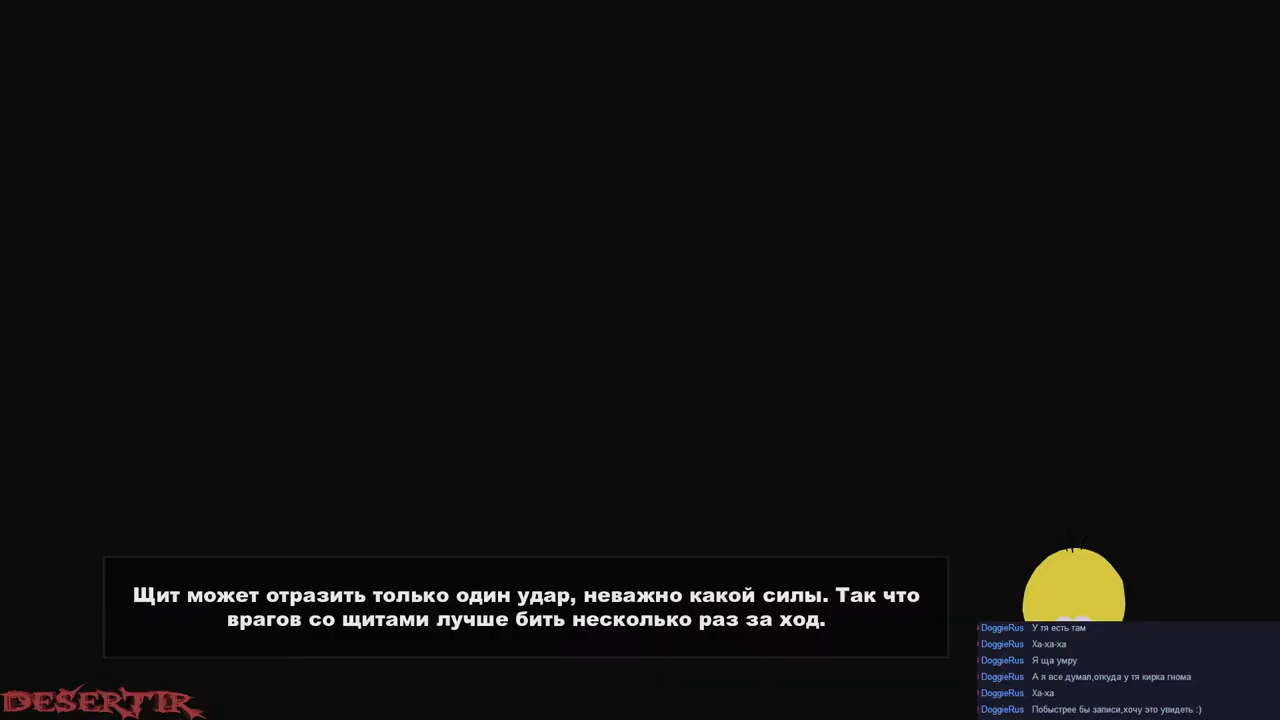 Щит может отразить только один удар, неважно какой силы. Так что
врагов со щитами лучше бить несколько раз за ход.
DoggieRus У тя есть там
DoggieRus Ха-ха-ха
DoggieRus Я ща умру
DoggieRus А я все думал,откуда у тя кирка гнома
DoggieRus Ха-ха
DoggieRus Побыстрее бы записи,хочу это увидеть :)
DESERTIR